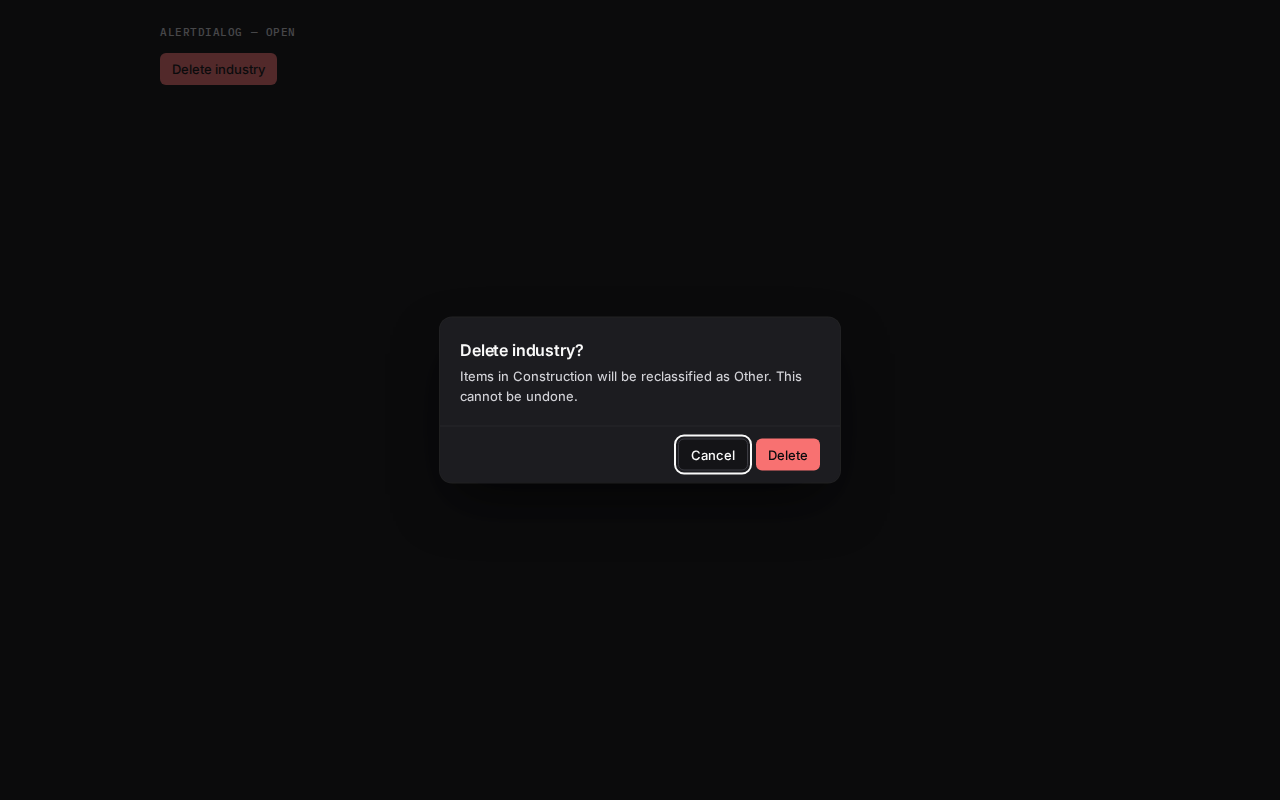 ALERTDIALOG — OPEN
Delete industry
Delete industry?
Items in Construction will be reclassified as Other. This
cannot be undone.
Cancel
Delete